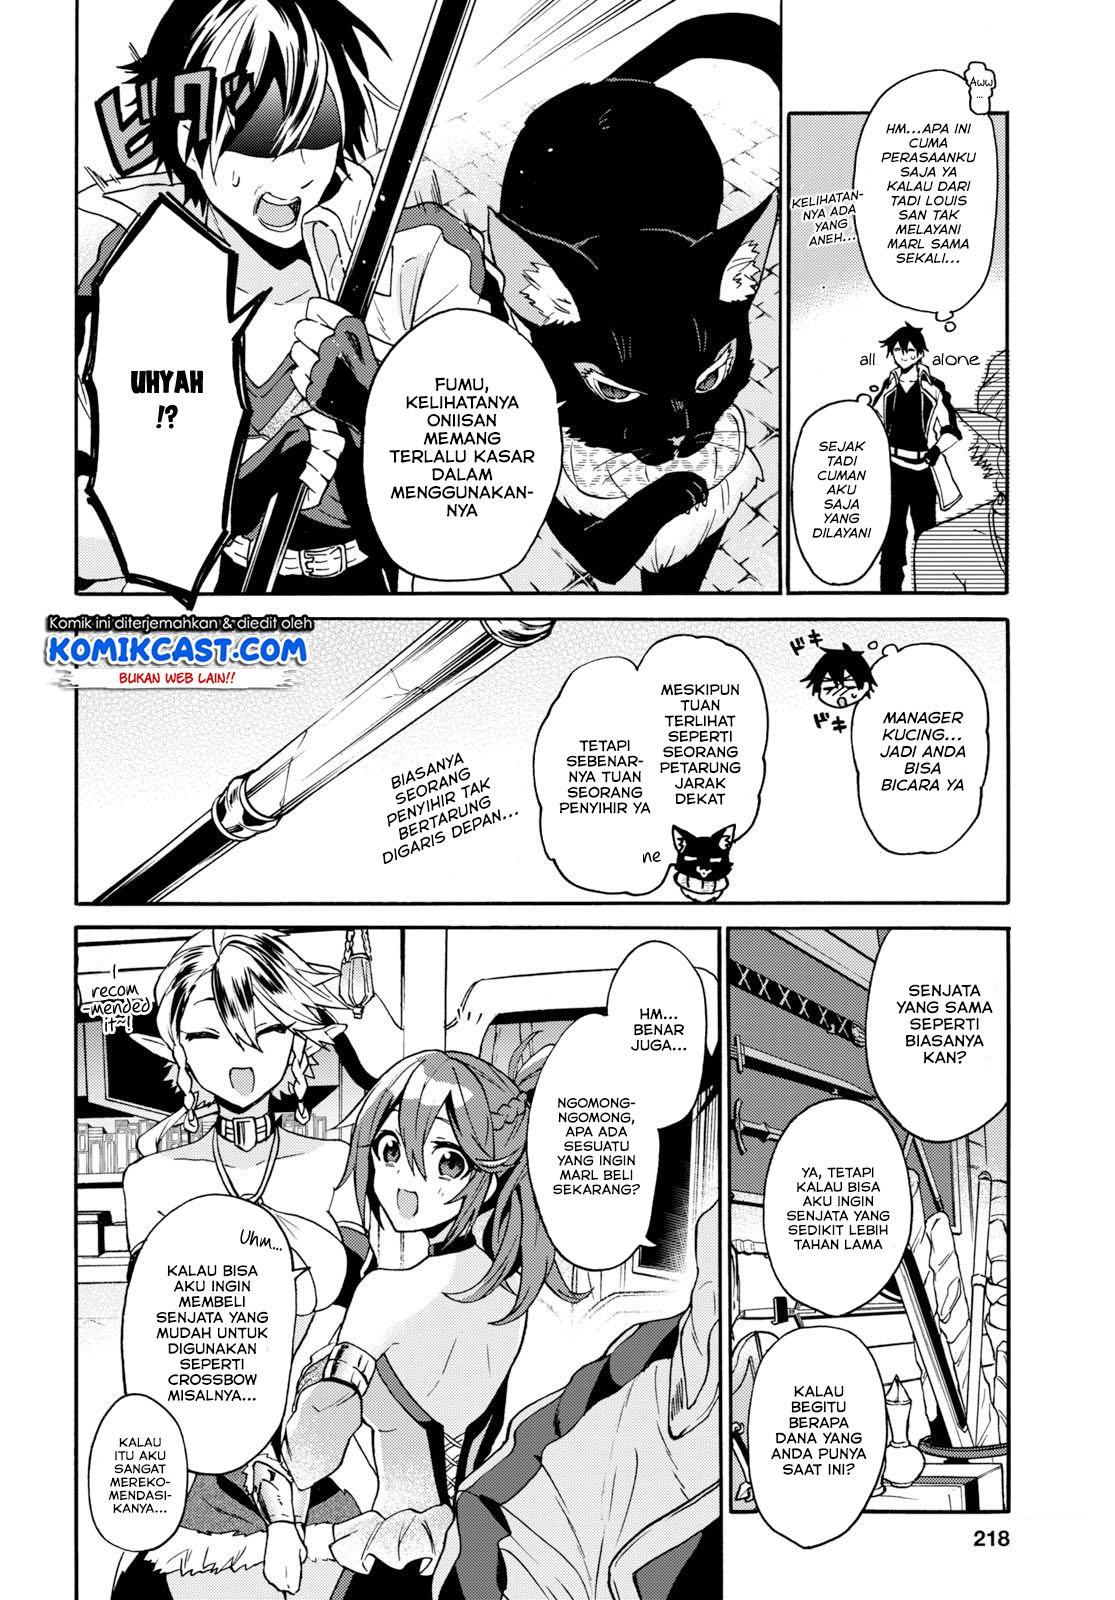 AWW
...
HM...APA INI
CUMA
PERASAANKU
SAJA YA
KALAU DARI
TADI LOUIS
SAN TAK
MELAYANI
MARL SAMA
SEKALI...
KELIHATAN-
NYA ADA
YANG
ANEH...
all alone
SEJAK
TADI
CUMAN
AKU
SAJA
YANG
DILAYANI
FUMU,
KELIHATANYA
ONIISAN
MEMANG
TERLALU KASAR
DALAM
MENGGUNAKAN-
NYA
UHYAH
!?
Komik ini diterjemahkan & diedit oleh
KOMIKCAST.COM
BUKAN WEB LAIN!!
ドキ
ドキ
MANAGER
KUCING...
JADI ANDA
BISA
BICARA YA
MESKIPUN
TUAN
TERLIHAT
SEPERTI
SEORANG
PETARUNG
JARAK
DEKAT
TETAPI
SEBENAR-
NYA TUAN
SEORANG
PENYIHIR YA
ne
BIASANYA
SEORANG
PENYIHIR TAK
BERTARUNG
DIGARIS DEPAN...
SENJATA
YANG SAMA
SEPERTI
BIASANYA
KAN?
YA, TETAPI
KALAU BISA
AKU INGIN
SENJATA YANG
SEDIKIT LEBIH
TAHAN LAMA
KALAU
BEGITU
BERAPA
DANA YANG
ANDA PUNYA
SAAT INI?
HM...
BENAR
JUGA...
NGOMONG-
NGOMONG,
APA ADA
SESUATU
YANG INGIN
MARL BELI
SEKARANG?
I
recom
-mended
it~!
Uhm...
KALAU BISA
AKU INGIN
MEMBELI
SENJATA YANG
MUDAH UNTUK
DIGUNAKAN
SEPERTI
CROSSBOW
MISALNYA...
KALAU
ITU AKU
SANGAT
MEREKO-
MENDASI-
KANYA...
218